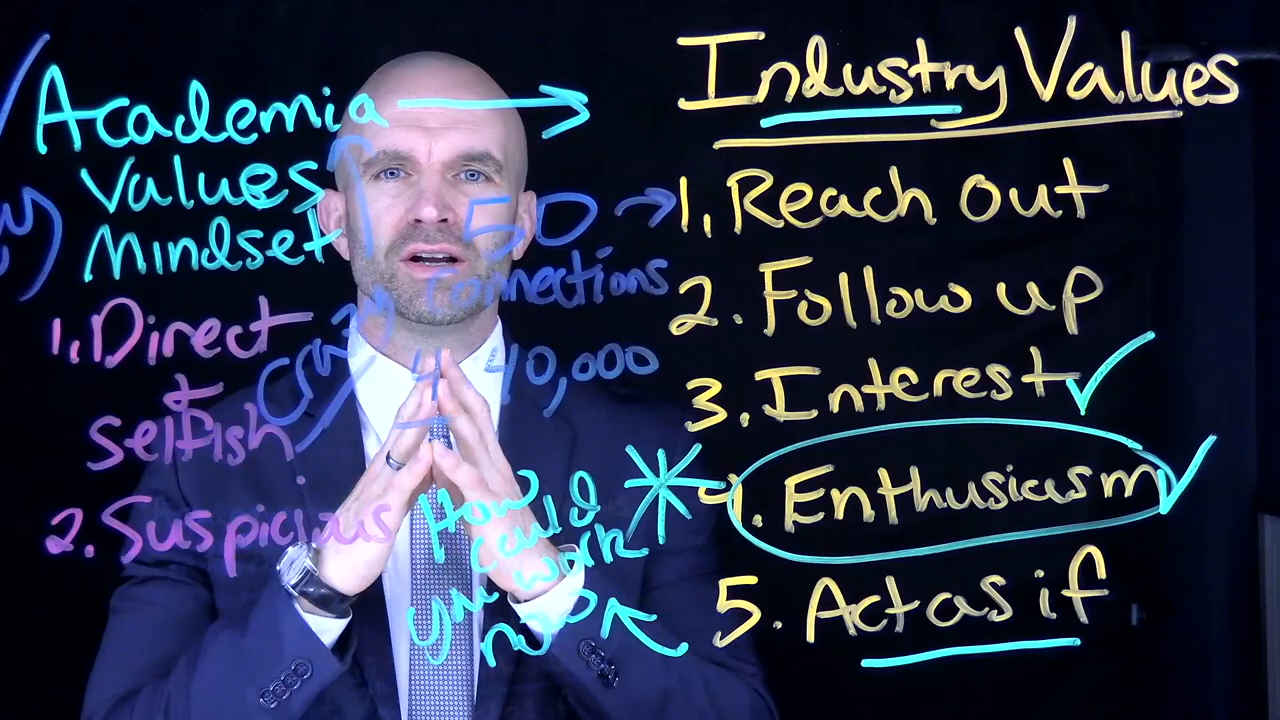 Academia →
Values
Mindset
1. Direct
+
Selfish
2. Suspicious
50 →
Connections
40,000
How
could
you work
Industry Values
1. Reach out
2. Follow up
3. Interest ✓
4. Enthusiasm ✓
5. Act as if